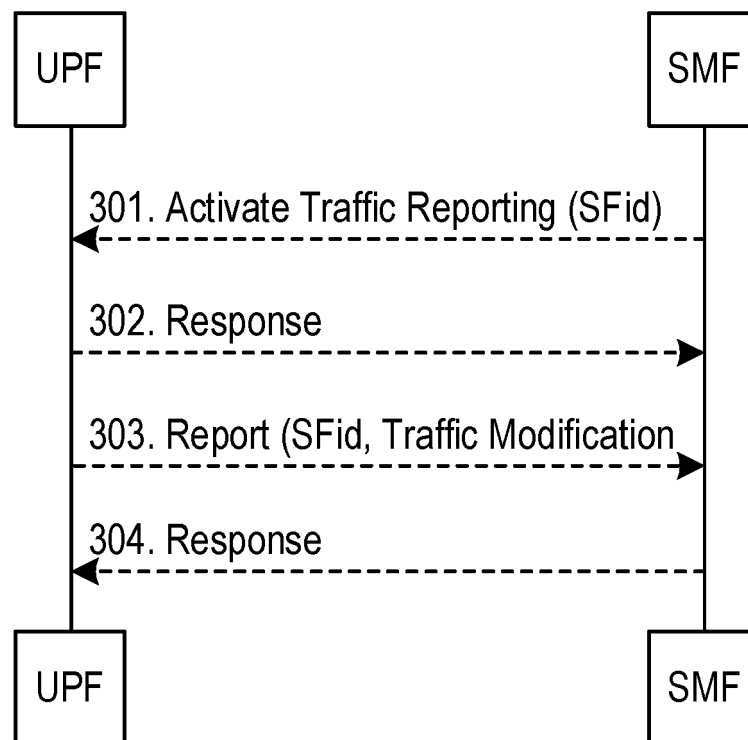 UPF
SMF
301. Activate Traffic Reporting (SFid)
302. Response
303. Report (SFid, Traffic Modification
304. Response
UPF
SMF